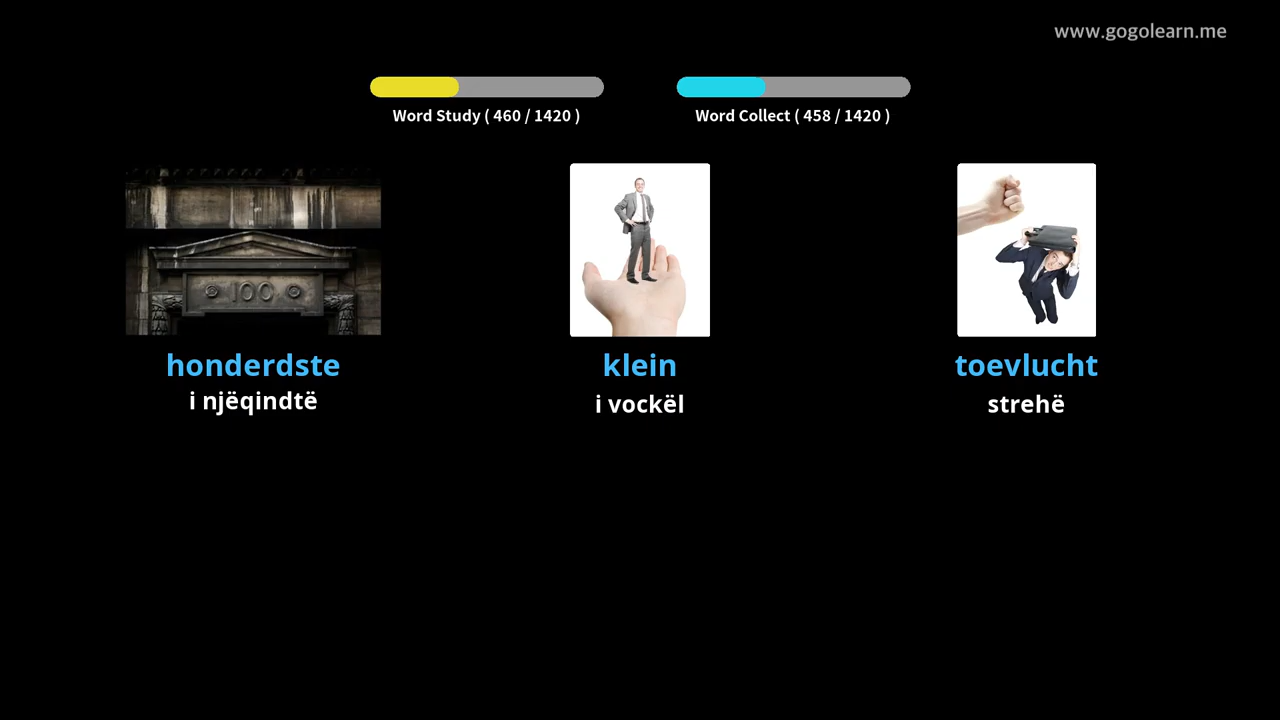 www.gogolearn.me
Word Study ( 460 / 1420 )
Word Collect ( 458 / 1420 )
100
honderdste
i njëqindtë
klein
i vockël
toevlucht
strehë